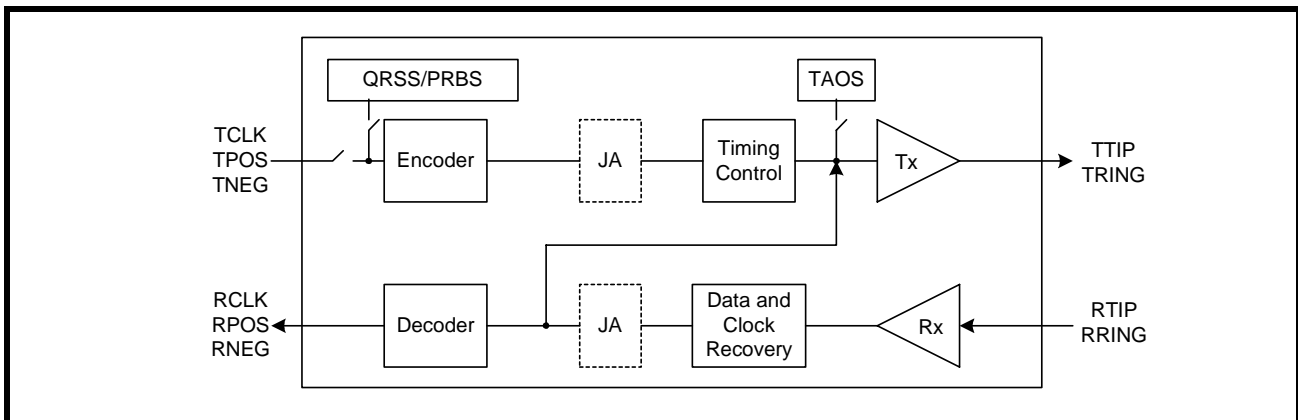 QRSS/PRBS
TAOS
TCLK
TPOS
TNEG
Encoder
JA
Timing
Control
Tx
TTIP
TRING
RCLK
RPOS
RNEG
Decoder
JA
Data and
Clock
Recovery
Rx
RTIP
RRING